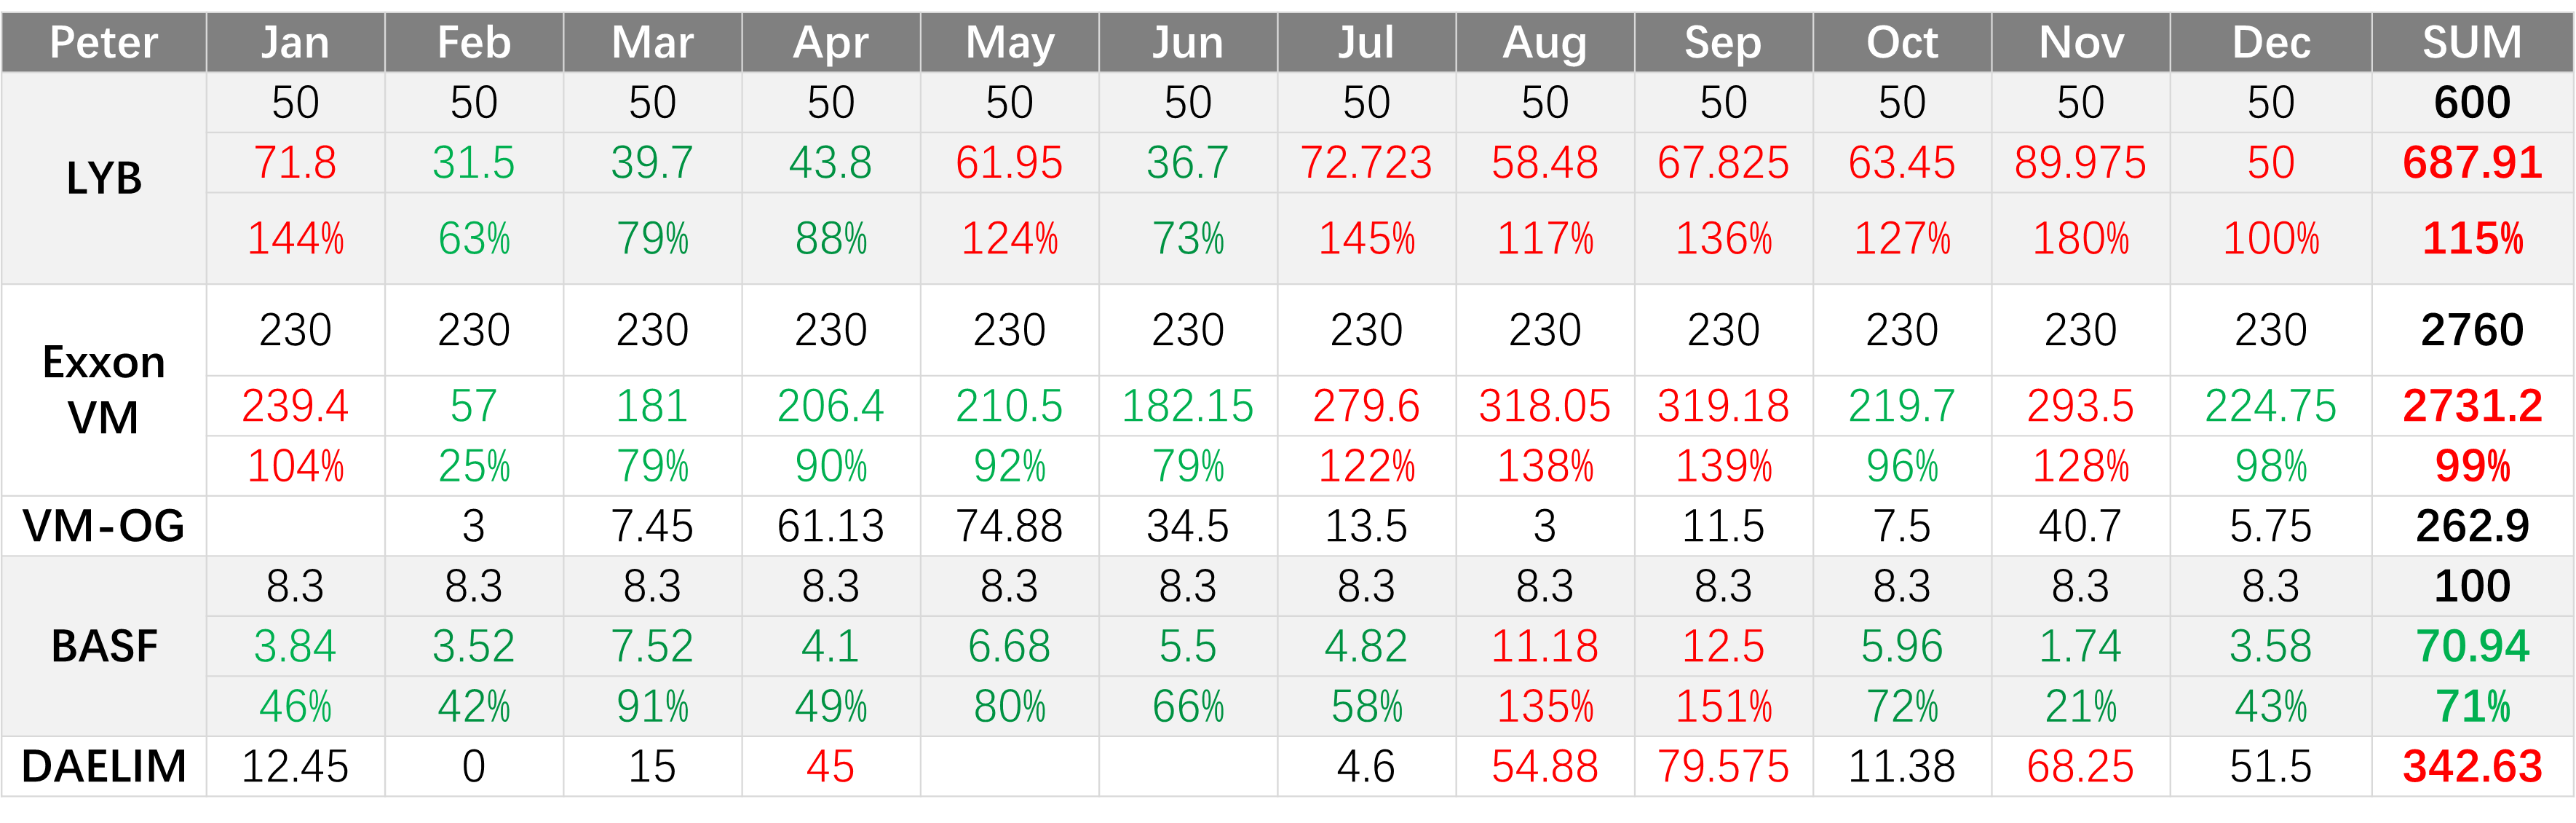 Peter Jan Feb Mar Apr May Jun Jul Aug Sep Oct Nov Dec SUM
LYB
50 50 50 50 50 50 50 50 50 50 50 50 600
71.8 31.5 39.7 43.8 61.95 36.7 72.723 58.48 67.825 63.45 89.975 50 687.91
144% 63% 79% 88% 124% 73% 145% 117% 136% 127% 180% 100% 115%
Exxon
VM
230 230 230 230 230 230 230 230 230 230 230 230 2760
239.4 57 181 206.4 210.5 182.15 279.6 318.05 319.18 219.7 293.5 224.75 2731.2
104% 25% 79% 90% 92% 79% 122% 138% 139% 96% 128% 98% 99%
VM-OG 3 7.45 61.13 74.88 34.5 13.5 3 11.5 7.5 40.7 5.75 262.9
BASF
8.3 8.3 8.3 8.3 8.3 8.3 8.3 8.3 8.3 8.3 8.3 8.3 100
3.84 3.52 7.52 4.1 6.68 5.5 4.82 11.18 12.5 5.96 1.74 3.58 70.94
46% 42% 91% 49% 80% 66% 58% 135% 151% 72% 21% 43% 71%
DAELIM 12.45 0 15 45 4.6 54.88 79.575 11.38 68.25 51.5 342.63